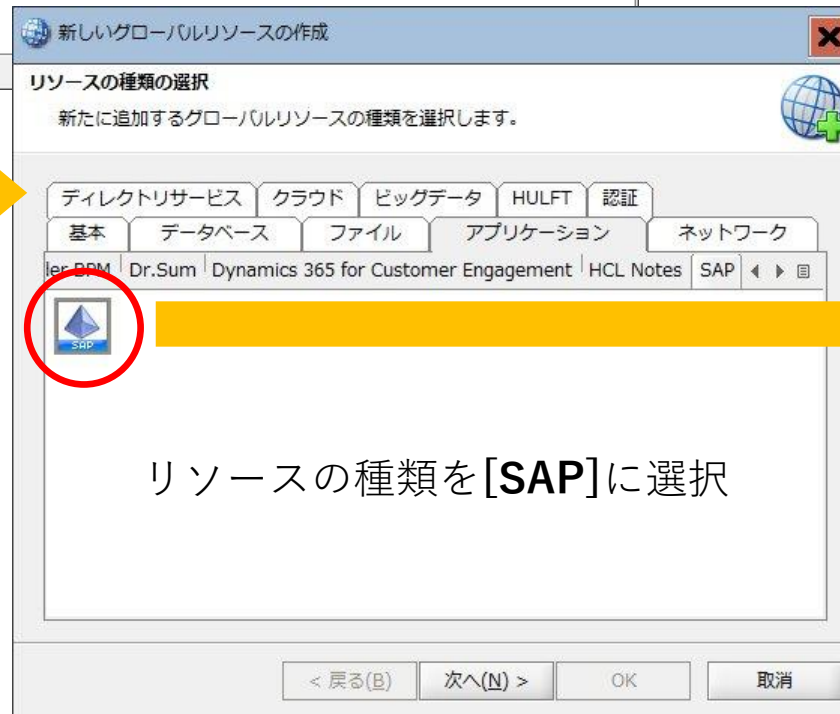 新しいグローバルリソースの作成
リソースの種類の選択
新たに追加するグローバルリソースの種類を選択します。
ディレクトリサービス クラウド ビッグデータ HULFT 認証
基本 データベース ファイル アプリケーション ネットワーク
ler BPM Dr.Sum Dynamics 365 for Customer Engagement HCL Notes SAP
SAP
リソースの種類を[SAP]に選択
< 戻る(B) 次へ(N) > OK 取消